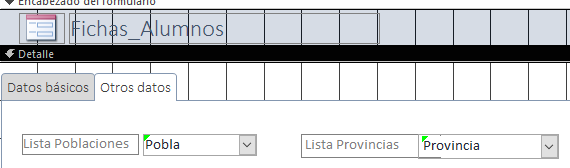 Encabezado del formulario
Fichas_Alumnos
Detalle
Datos básicos Otros datos
Lista Poblaciones Pobla Lista Provincias Provincia